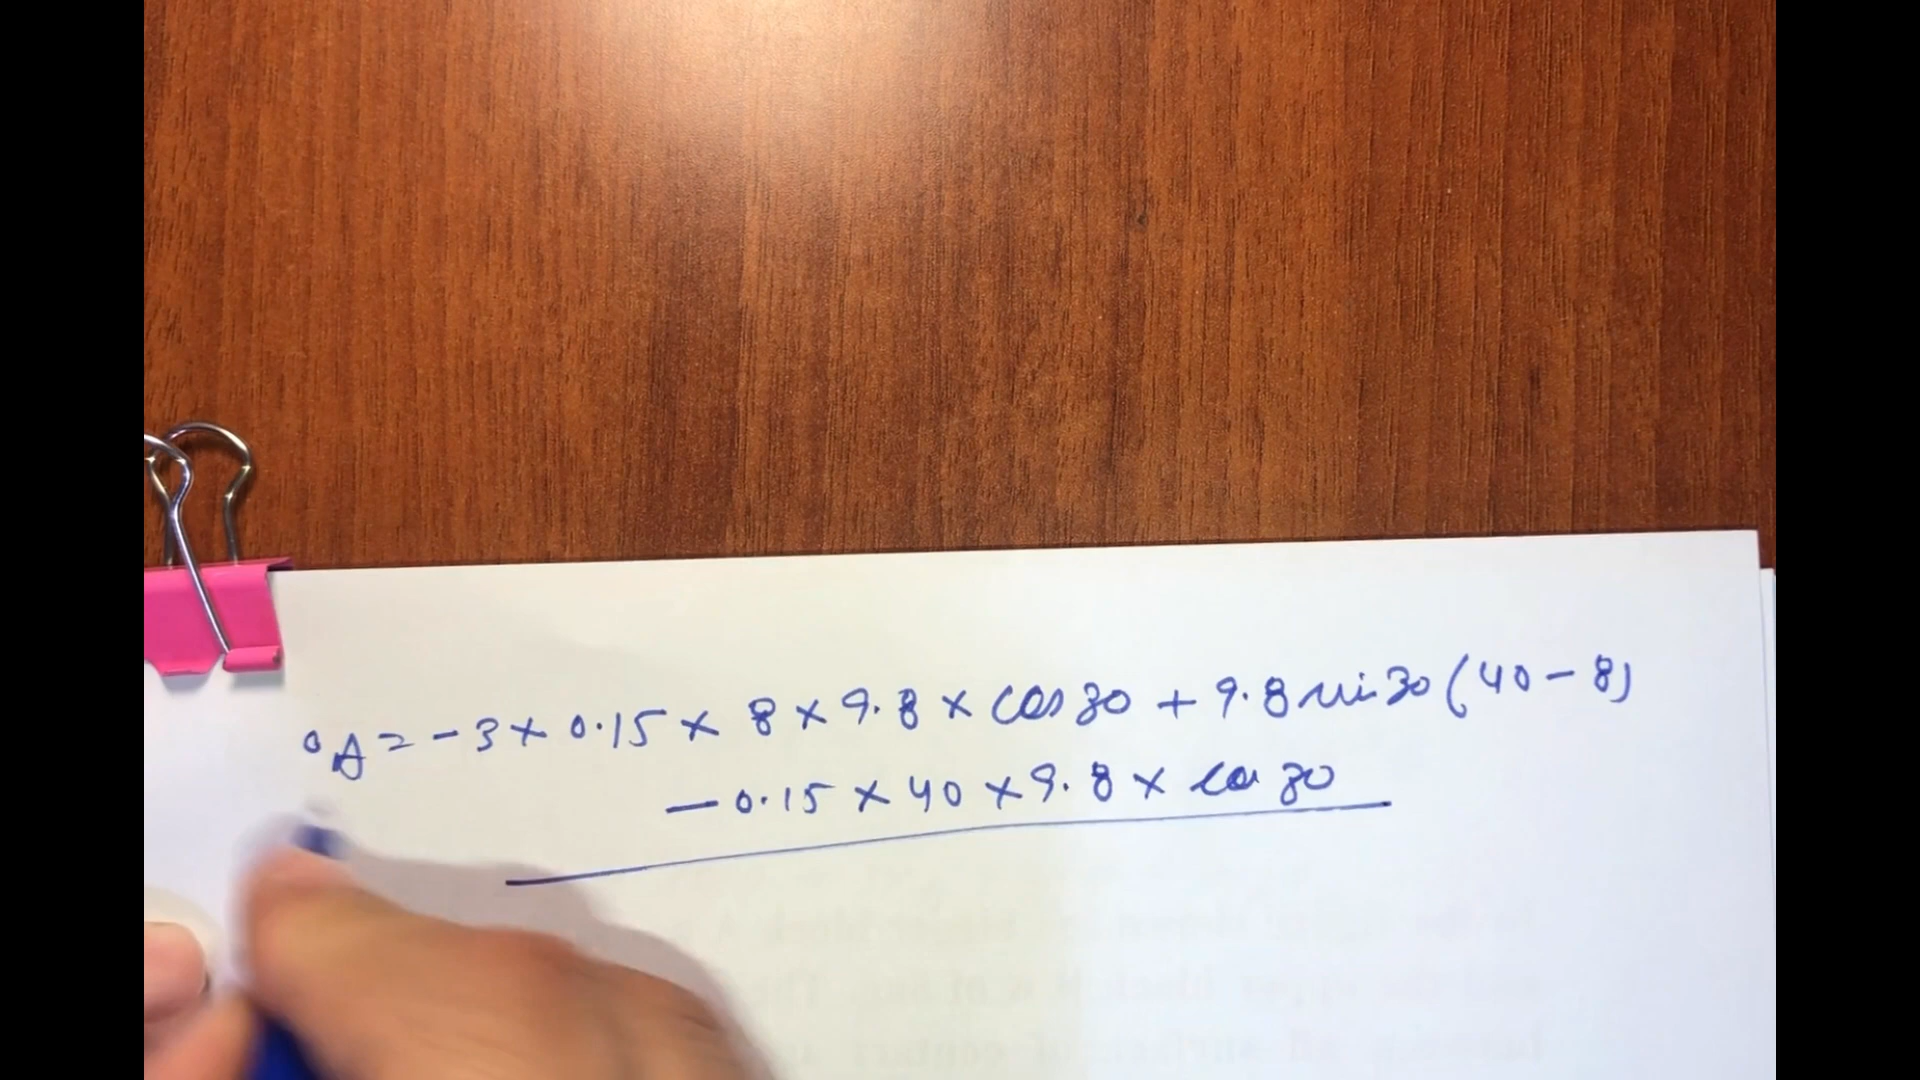 a_A = - 3 × 0.15 × 8 × 9.8 × cos 30 + 9.8 sin 30 (40 - 8)
- 0.15 × 40 × 9.8 × cos 30